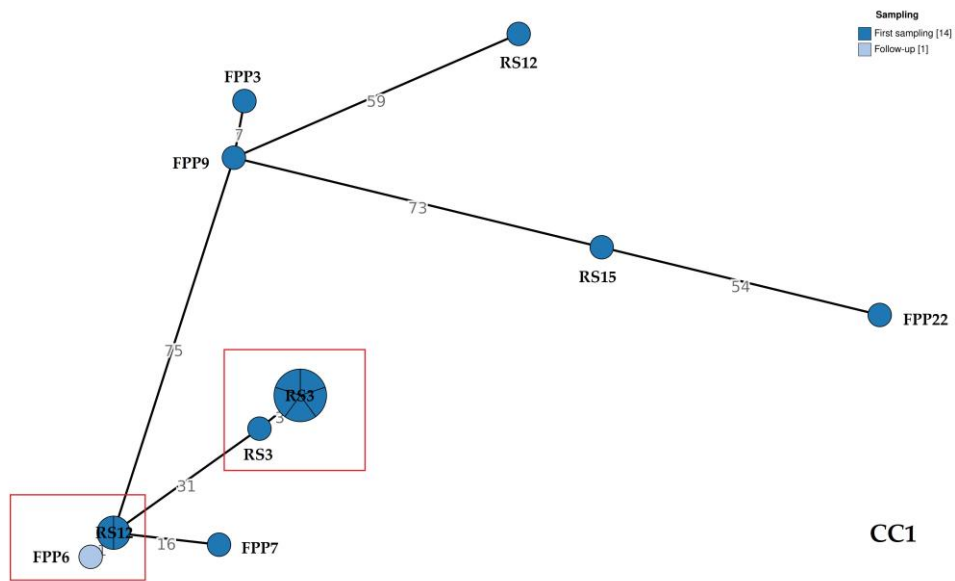 Sampling
First sampling [14]
Follow-up [1]
RS12
FPP3
59
7
FPP9
73
RS15
54
FPP22
75
RS3
3
RS3
31
RS12
1
16
FPP6
FPP7
CC1